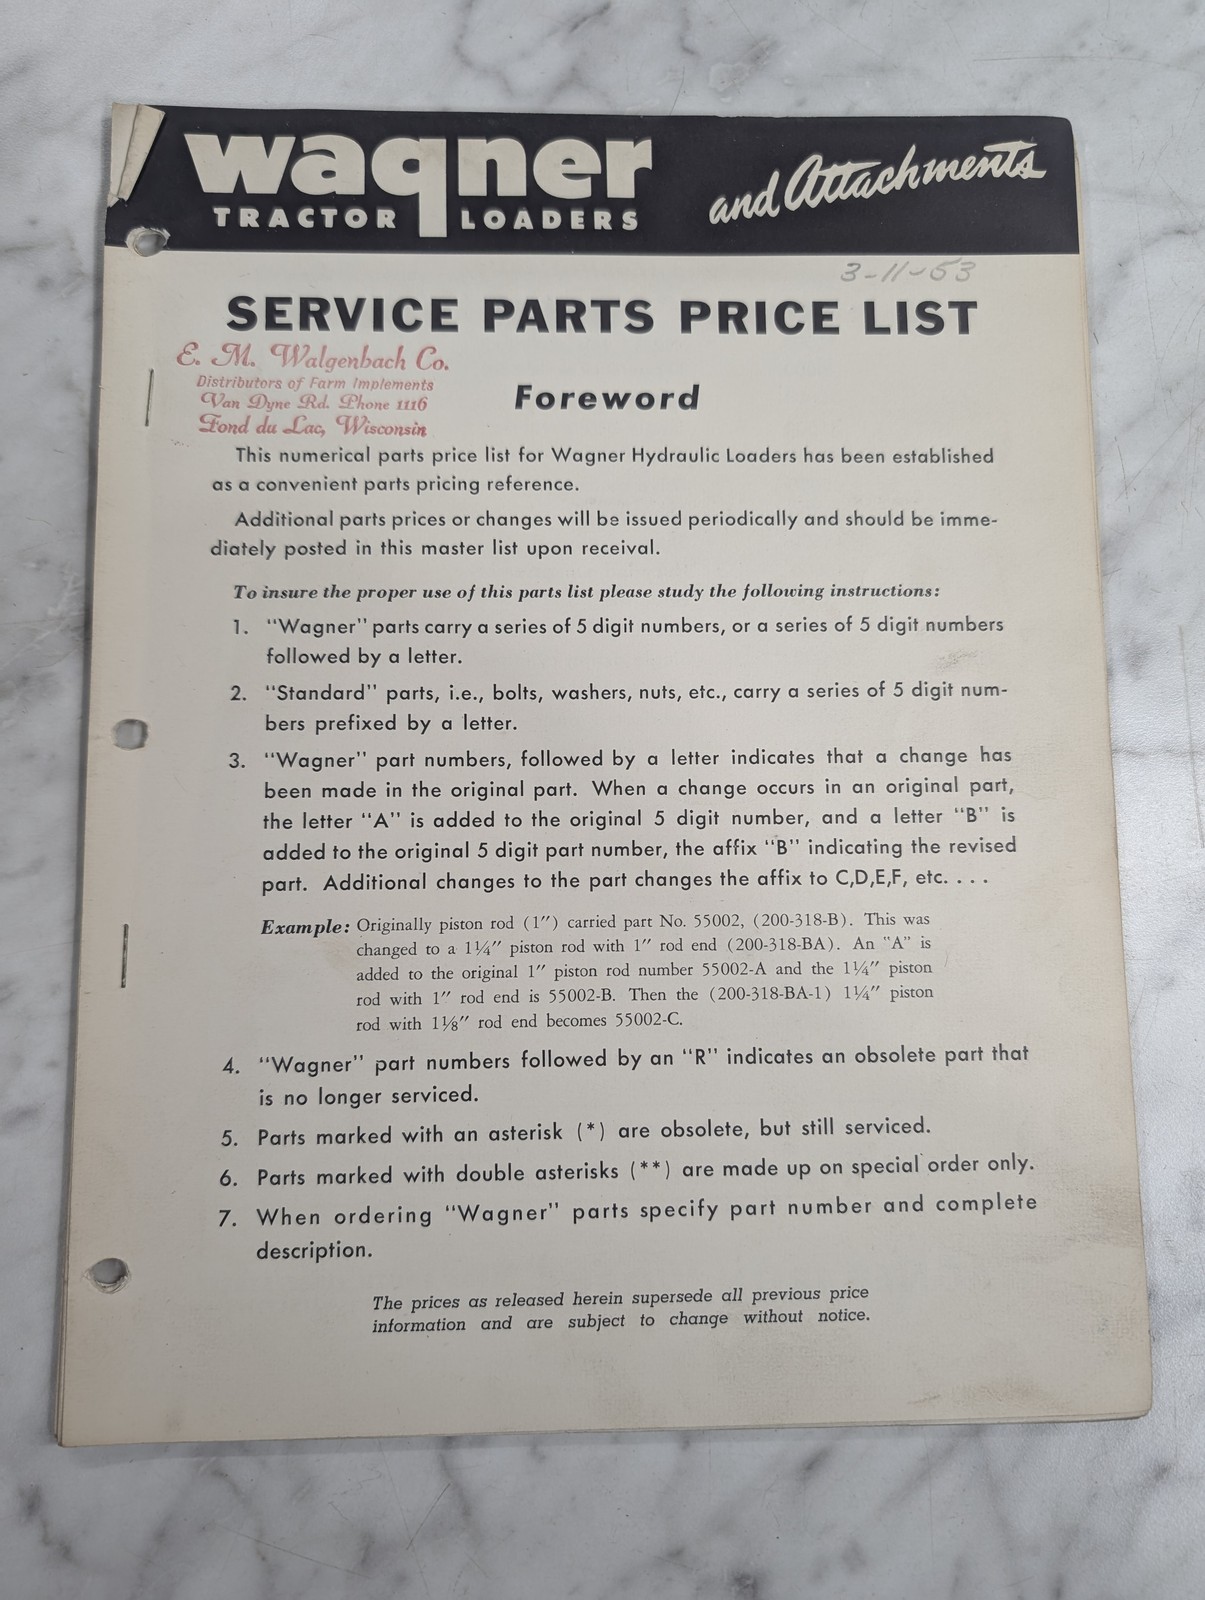 wagner
TRACTOR LOADERS
and Attachments
3-11-53
SERVICE PARTS PRICE LIST
E. M. Walgenbach Co.
Distributors of Farm Implements
Van Dyne Rd. Phone 1116
Fond du Lac, Wisconsin
Foreword
This numerical parts price list for Wagner Hydraulic Loaders has been established
as a convenient parts pricing reference.
Additional parts prices or changes will be issued periodically and should be imme-
diately posted in this master list upon receival.
To insure the proper use of this parts list please study the following instructions:
1. "Wagner" parts carry a series of 5 digit numbers, or a series of 5 digit numbers
followed by a letter.
2. "Standard" parts, i.e., bolts, washers, nuts, etc., carry a series of 5 digit num-
bers prefixed by a letter.
3. "Wagner" part numbers, followed by a letter indicates that a change has
been made in the original part. When a change occurs in an original part,
the letter "A" is added to the original 5 digit number, and a letter "B" is
added to the original 5 digit part number, the affix "B" indicating the revised
part. Additional changes to the part changes the affix to C,D,E,F, etc. . . .
Example: Originally piston rod (1″) carried part No. 55002, (200-318-B). This was
changed to a 1¼″ piston rod with 1″ rod end (200-318-BA). An "A" is
added to the original 1″ piston rod number 55002-A and the 1¼″ piston
rod with 1″ rod end is 55002-B. Then the (200-318-BA-1) 1¼″ piston
rod with 1⅛″ rod end becomes 55002-C.
4. "Wagner" part numbers followed by an "R" indicates an obsolete part that
is no longer serviced.
5. Parts marked with an asterisk (*) are obsolete, but still serviced.
6. Parts marked with double asterisks (**) are made up on special order only.
7. When ordering "Wagner" parts specify part number and complete
description.
The prices as released herein supersede all previous price
information and are subject to change without notice.